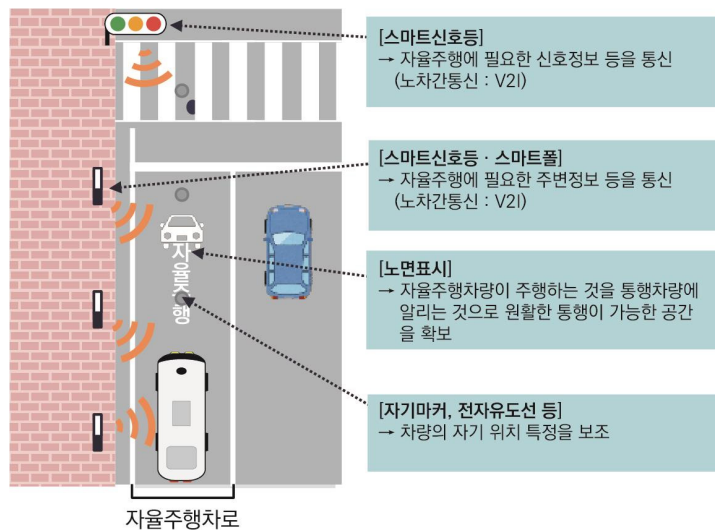 [스마트신호등]
→ 자율주행에 필요한 신호정보 등을 통신
(노차간통신 : V2I)
[스마트신호등 · 스마트폴]
→ 자율주행에 필요한 주변정보 등을 통신
(노차간통신 : V2I)
자율주행
[노면표시]
→ 자율주행차량이 주행하는 것을 통행차량에
알리는 것으로 원활한 통행이 가능한 공간
을 확보
[자기마커, 전자유도선 등]
→ 차량의 자기 위치 특정을 보조
자율주행차로